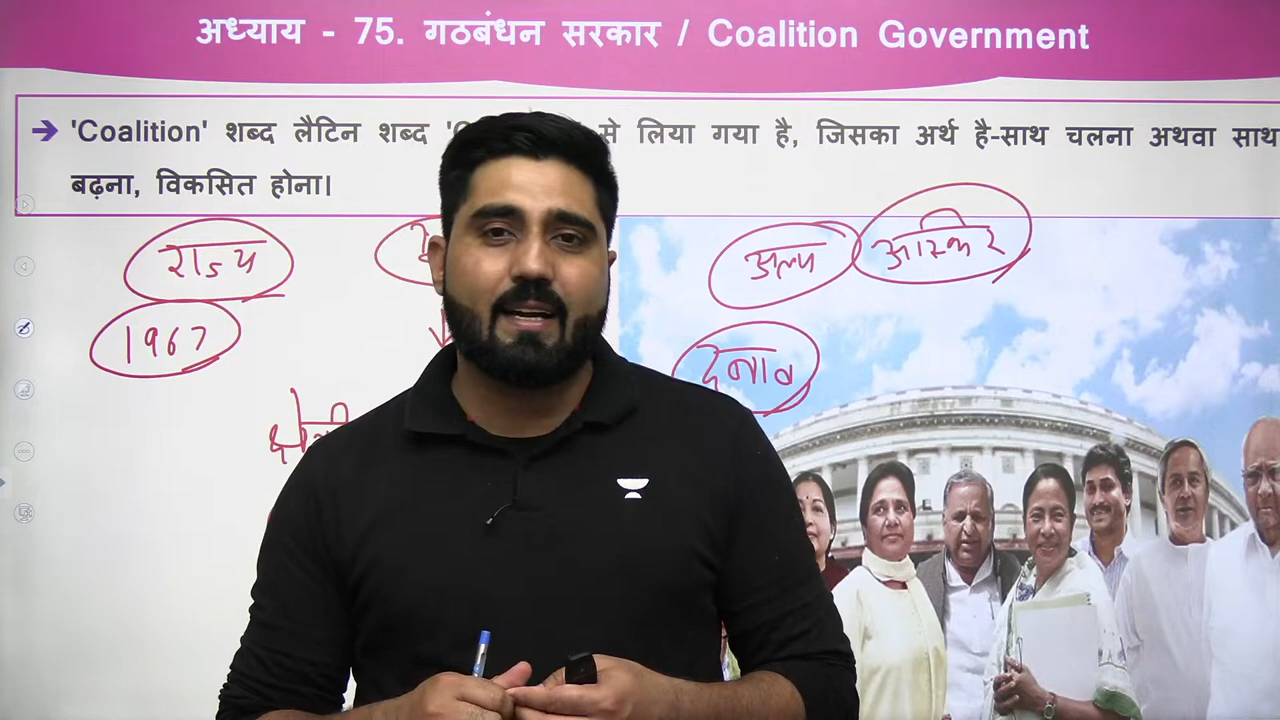 अध्याय - 75. गठबंधन सरकार / Coalition Government
→ 'Coalition' शब्द लैटिन शब्द से लिया गया है, जिसका अर्थ है-साथ चलना अथवा साथ
बढ़ना, विकसित होना।
राज्य
1967
अल्प
दनाव